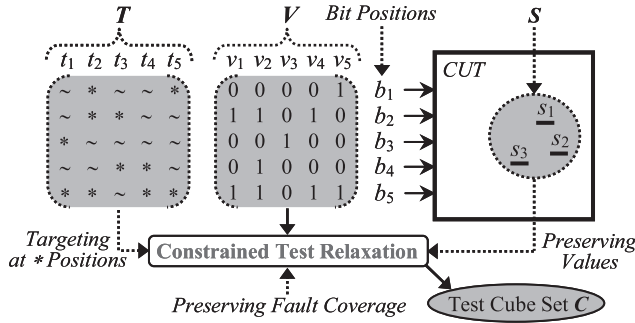 T V Bit Positions S
t1 t2 t3 t4 t5 v1 v2 v3 v4 v5 CUT
~ * ~ ~ * 0 0 0 0 1 b1
~ * * ~ ~ 1 1 0 1 0 b2 s1
* ~ ~ ~ ~ 0 0 1 0 0 b3 s3 s2
~ ~ * * ~ 0 1 0 0 0 b4
* * ~ * * 1 1 0 1 1 b5
Targeting
at * Positions
Constrained Test Relaxation
Preserving
Values
Preserving Fault Coverage
Test Cube Set C